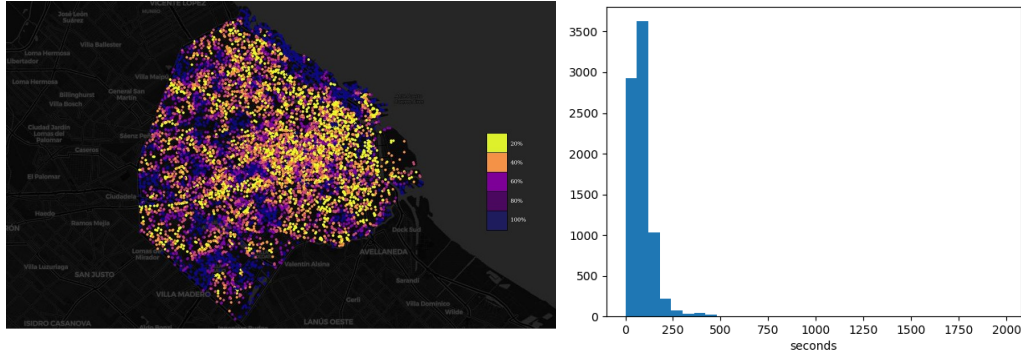 VICENTE LÓPEZ
José León
Suárez
Villa Ballester
Loma Hermosa
Libertador
Loma Hermosa
Billinghurst
General San
Martín
Villa Bosch
Ciudad Jardín
Lomas del
Palomar
Caseros
El Palomar
Ciudadela
Haedo
Ramos Mejía
Lomas del
Mirador
Villa Luzuriaga
SAN JUSTO
VILLA MADERO
ISIDRO CASANOVA
Valentín Alsina
AVELLANEDA
Dock Sud
Sarandí
Gerli
Villa Domínico
Wilde
LANÚS OESTE
20%
40%
60%
80%
100%
3500
3000
2500
2000
1500
1000
500
0
0 250 500 750 1000 1250 1500 1750 2000
seconds